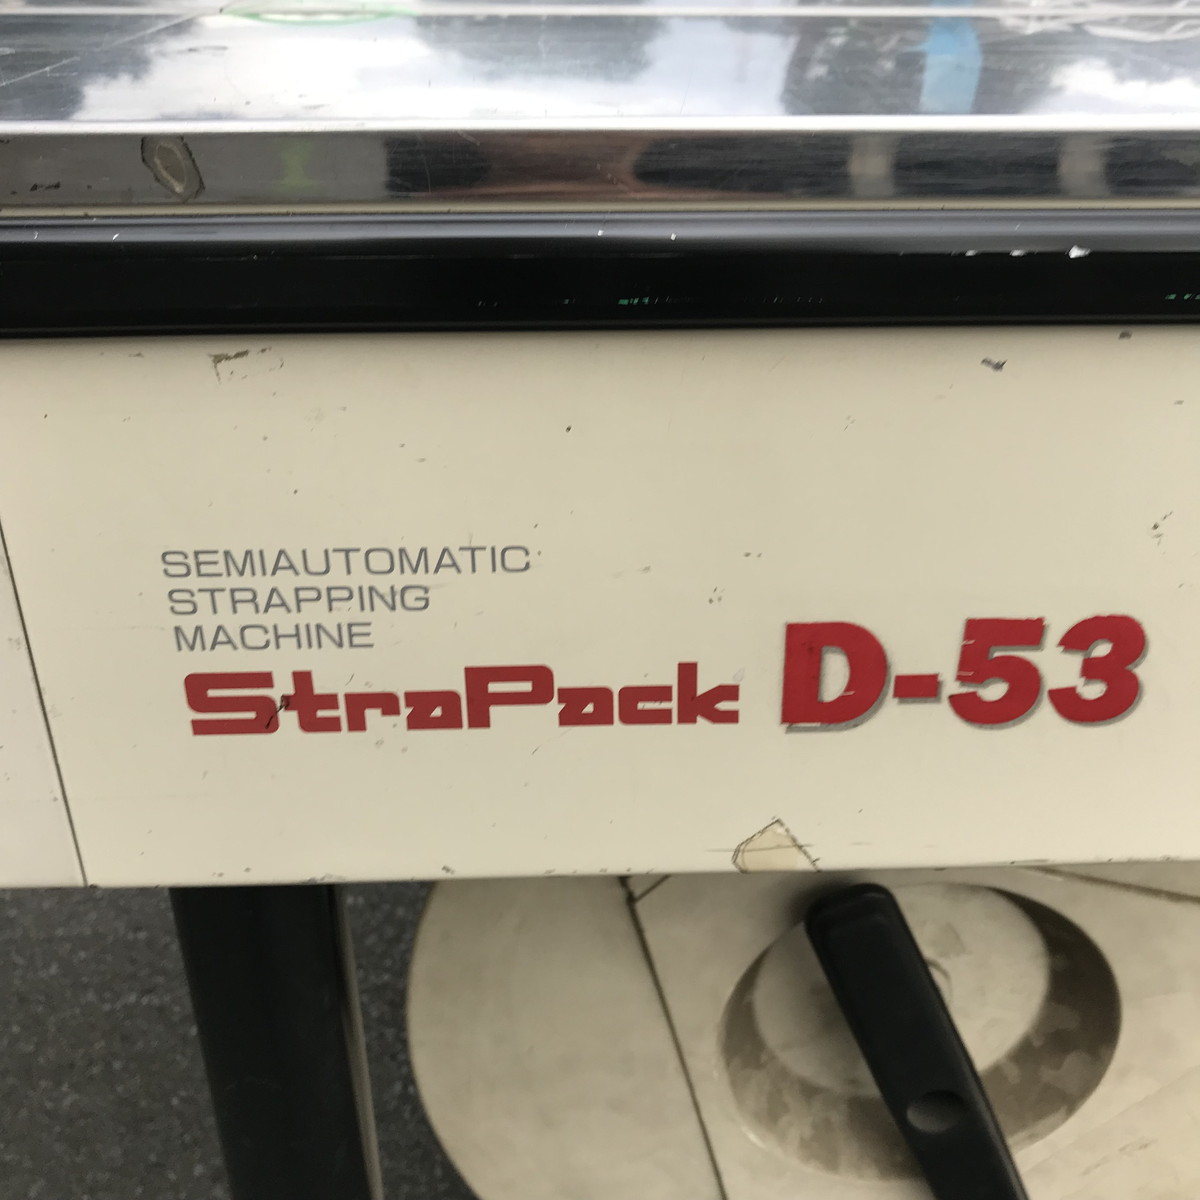 SEMIAUTOMATIC
STRAPPING
MACHINE
StraPack D-53